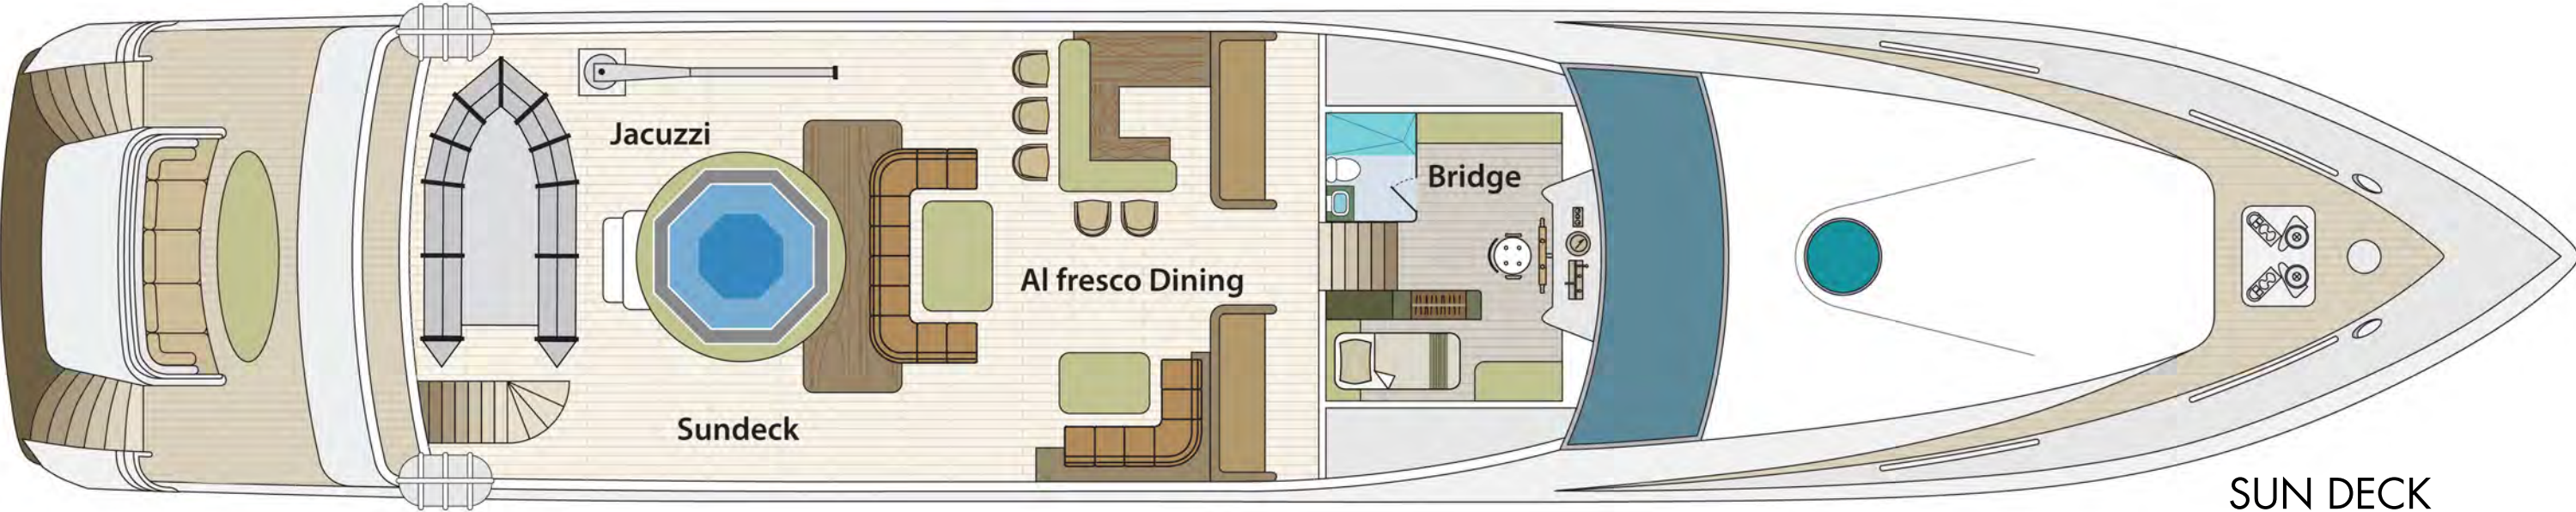 Jacuzzi
Bridge
Al fresco Dining
Sundeck
SUN DECK